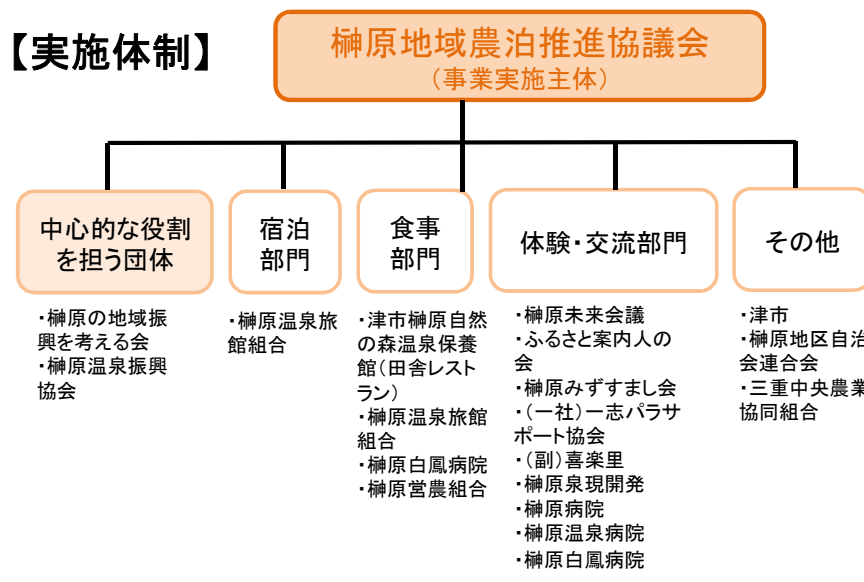 【実施体制】
榊原地域農泊推進協議会
(事業実施主体)
中心的な役割
を担う団体
・榊原の地域振
興を考える会
・榊原温泉振興
協会
宿泊
部門
・榊原温泉旅
館組合
食事
部門
・津市榊原自然
の森温泉保養
館(田舎レスト
ラン)
・榊原温泉旅館
組合
・榊原白鳳病院
・榊原営農組合
体験・交流部門
・榊原未来会議
・ふるさと案内人の
会
・榊原みずすまし会
・(一社)一志パラサ
ポート協会
・(副)喜楽里
・榊原泉現開発
・榊原病院
・榊原温泉病院
・榊原白鳳病院
その他
・津市
・榊原地区自治
会連合会
・三重中央農業
協同組合